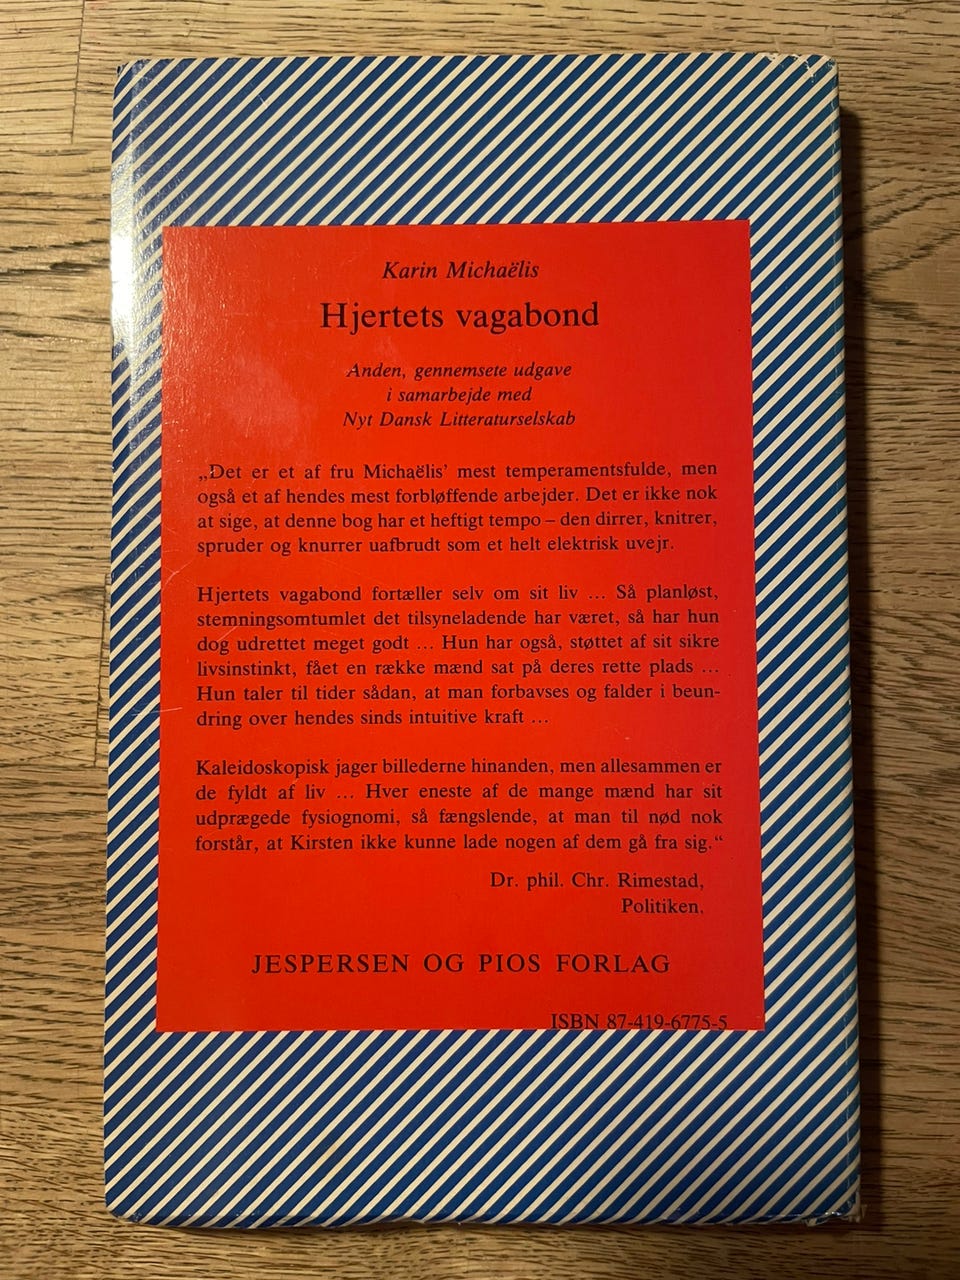 Karin Michaëlis
Hjertets vagabond
Anden, gennemsete udgave
i samarbejde med
Nyt Dansk Litteraturselskab
„Det er et af fru Michaëlis’ mest temperamentsfulde, men
også et af hendes mest forbløffende arbejder. Det er ikke nok
at sige, at denne bog har et heftigt tempo – den dirrer, knitrer,
spruder og knurrer uafbrudt som et helt elektrisk uvejr.
Hjertets vagabond fortæller selv om sit liv ... Så planløst,
stemningsomtumlet det tilsyneladende har været, så har hun
dog udrettet meget godt ... Hun har også, støttet af sit sikre
livsinstinkt, fået en række mænd sat på deres rette plads ...
Hun taler til tider sådan, at man forbavses og falder i beun-
dring over hendes sinds intuitive kraft ...
Kaleidoskopisk jager billederne hinanden, men allesammen er
de fyldt af liv ... Hver eneste af de mange mænd har sit
udprægede fysiognomi, så fængslende, at man til nød nok
forstår, at Kirsten ikke kunne lade nogen af dem gå fra sig.“
Dr. phil. Chr. Rimestad,
Politiken.
JESPERSEN OG PIOS FORLAG
ISBN 87-419-6775-5